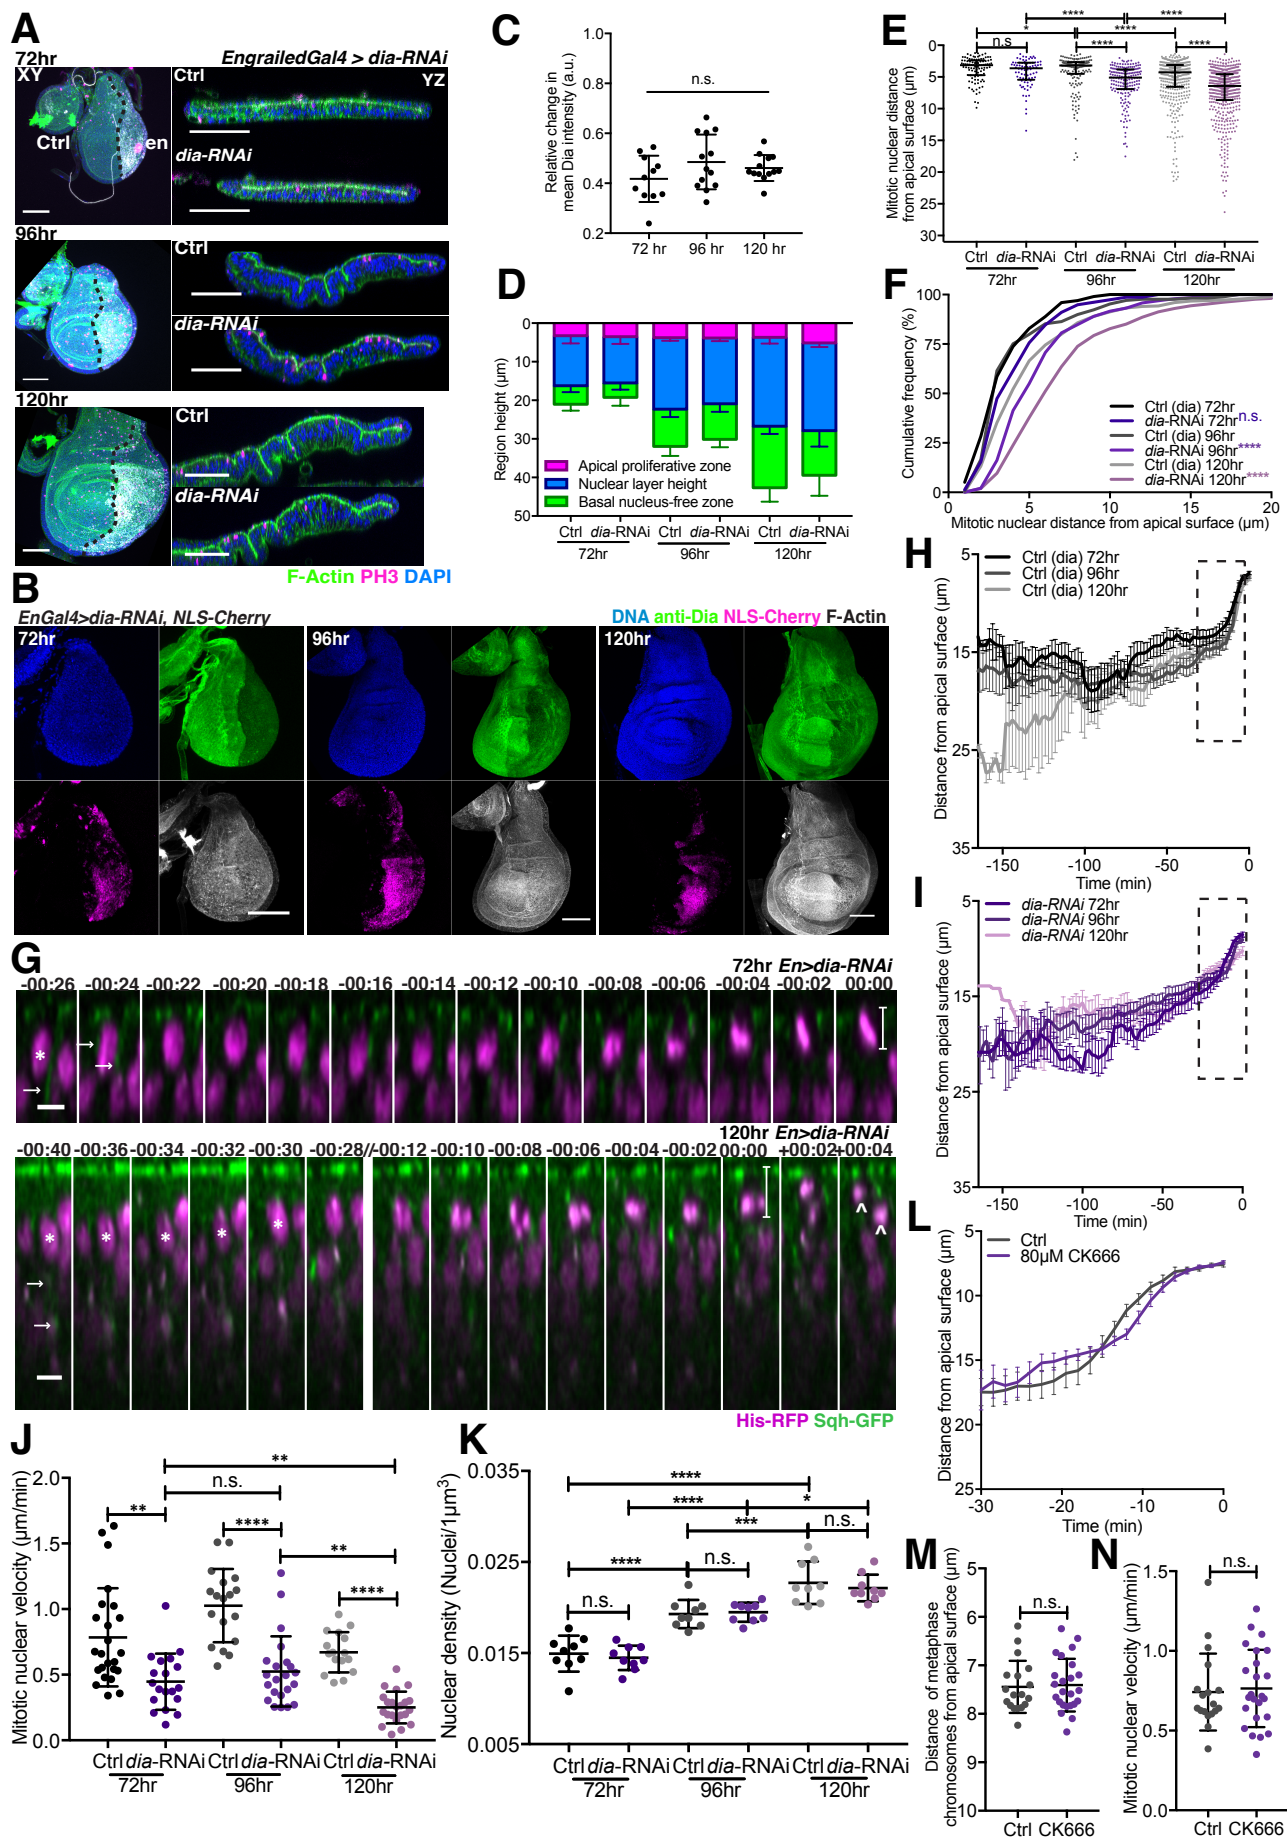 A
72hr
EngrailedGal4 > dia-RNAi
XY
Ctrl
en
Ctrl
YZ
dia-RNAi
96hr
Ctrl
dia-RNAi
120hr
Ctrl
dia-RNAi
F-Actin PH3 DAPI
B
EnGal4>dia-RNAi, NLS-Cherry
DNA anti-Dia NLS-Cherry F-Actin
72hr
96hr
120hr
C
Relative change in
mean Dia intensity (a.u.)
1.0
0.8
0.6
0.4
0.2
n.s.
72 hr 96 hr 120 hr
D
Region height (µm)
0
10
20
30
40
50
Apical proliferative zone
Nuclear layer height
Basal nucleus-free zone
Ctrl dia-RNAi Ctrl dia-RNAi Ctrl dia-RNAi
72hr 96hr 120hr
E
Mitotic nuclear distance
from apical surface (µm)
0
5
10
15
20
25
30
**** ****
* ****
n.s **** ****
Ctrl dia-RNAi Ctrl dia-RNAi Ctrl dia-RNAi
72hr 96hr 120hr
F
Cumulative frequency (%)
100
75
50
25
0
Ctrl (dia) 72hr
dia-RNAi 72hr n.s.
Ctrl (dia) 96hr
dia-RNAi 96hr ****
Ctrl (dia) 120hr
dia-RNAi 120hr ****
0 5 10 15 20
Mitotic nuclear distance from apical surface (µm)
G
72hr En>dia-RNAi
-00:26 -00:24 -00:22 -00:20 -00:18 -00:16 -00:14 -00:12 -00:10 -00:08 -00:06 -00:04 -00:02 00:00
→
* →
→
120hr En>dia-RNAi
-00:40 -00:36 -00:34 -00:32 -00:30 -00:28//-00:12 -00:10 -00:08 -00:06 -00:04 -00:02 00:00 +00:02 +00:04
* * * * *
^ ^
→
→
His-RFP Sqh-GFP
H
Distance from apical surface (µm)
5
15
25
35
Ctrl (dia) 72hr
Ctrl (dia) 96hr
Ctrl (dia) 120hr
-150 -100 -50 0
Time (min)
I
Distance from apical surface (µm)
5
15
25
35
dia-RNAi 72hr
dia-RNAi 96hr
dia-RNAi 120hr
-150 -100 -50 0
Time (min)
L
Distance from apical surface (µm)
5
10
15
20
25
Ctrl
80µM CK666
-30 -20 -10 0
Time (min)
J
Mitotic nuclear velocity (µm/min)
2.0
1.5
1.0
0.5
0.0
**
n.s.
** **** **
****
Ctrl dia-RNAi Ctrl dia-RNAi Ctrl dia-RNAi
72hr 96hr 120hr
K
Nuclear density (Nuclei/1µm³)
0.035
0.025
0.015
0.005
****
**** *
*** n.s.
**** n.s.
n.s.
Ctrl dia-RNAi Ctrl dia-RNAi Ctrl dia-RNAi
72hr 96hr 120hr
M
Distance of metaphase
chromosomes from apical surface (µm)
5
6
7
8
9
10
n.s.
Ctrl CK666
N
Mitotic nuclear velocity (µm/min)
1.5
1.0
0.5
0.0
n.s.
Ctrl CK666